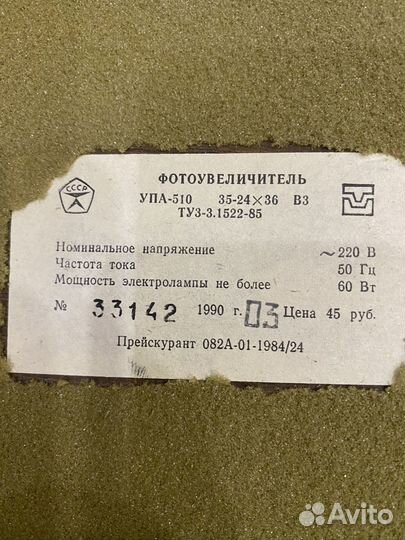 СССР
ФОТОУВЕЛИЧИТЕЛЬ
УПА-510 35-24×36 В3
ТУ3-3.1522-85
Номинальное напряжение ~220 В
Частота тока 50 Гц
Мощность электролампы не более 60 Вт
№ 33142 1990 г. 03 Цена 45 руб.
Прейскурант 082А-01-1984/24
Avito